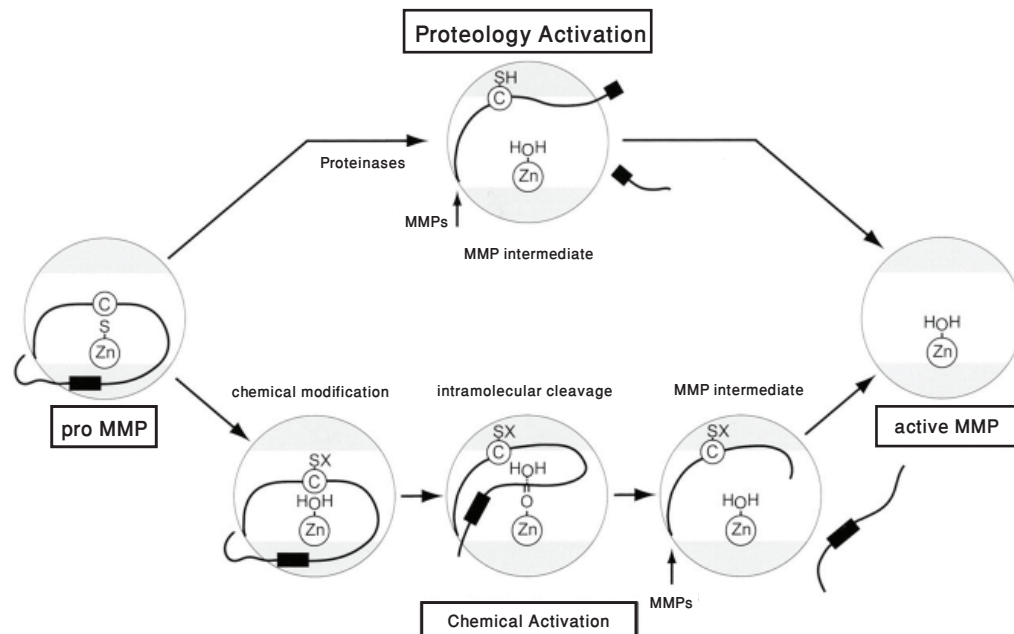 Proteology Activation
SH
C
HOH
Zn
Proteinases
MMPs
MMP intermediate
C
S
Zn
pro MMP
HOH
Zn
active MMP
chemical modification
intramolecular cleavage
MMP intermediate
SX
C
HOH
Zn
SX
C
HOH
O
Zn
SX
C
HOH
Zn
MMPs
Chemical Activation